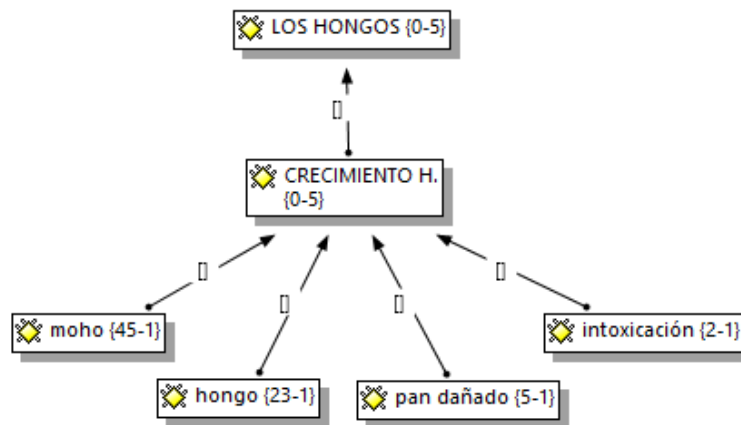 LOS HONGOS {0-5}
[]
CRECIMIENTO H.
{0-5}
[]
[]
[]
[]
moho {45-1}
intoxicación {2-1}
hongo {23-1}
pan dañado {5-1}